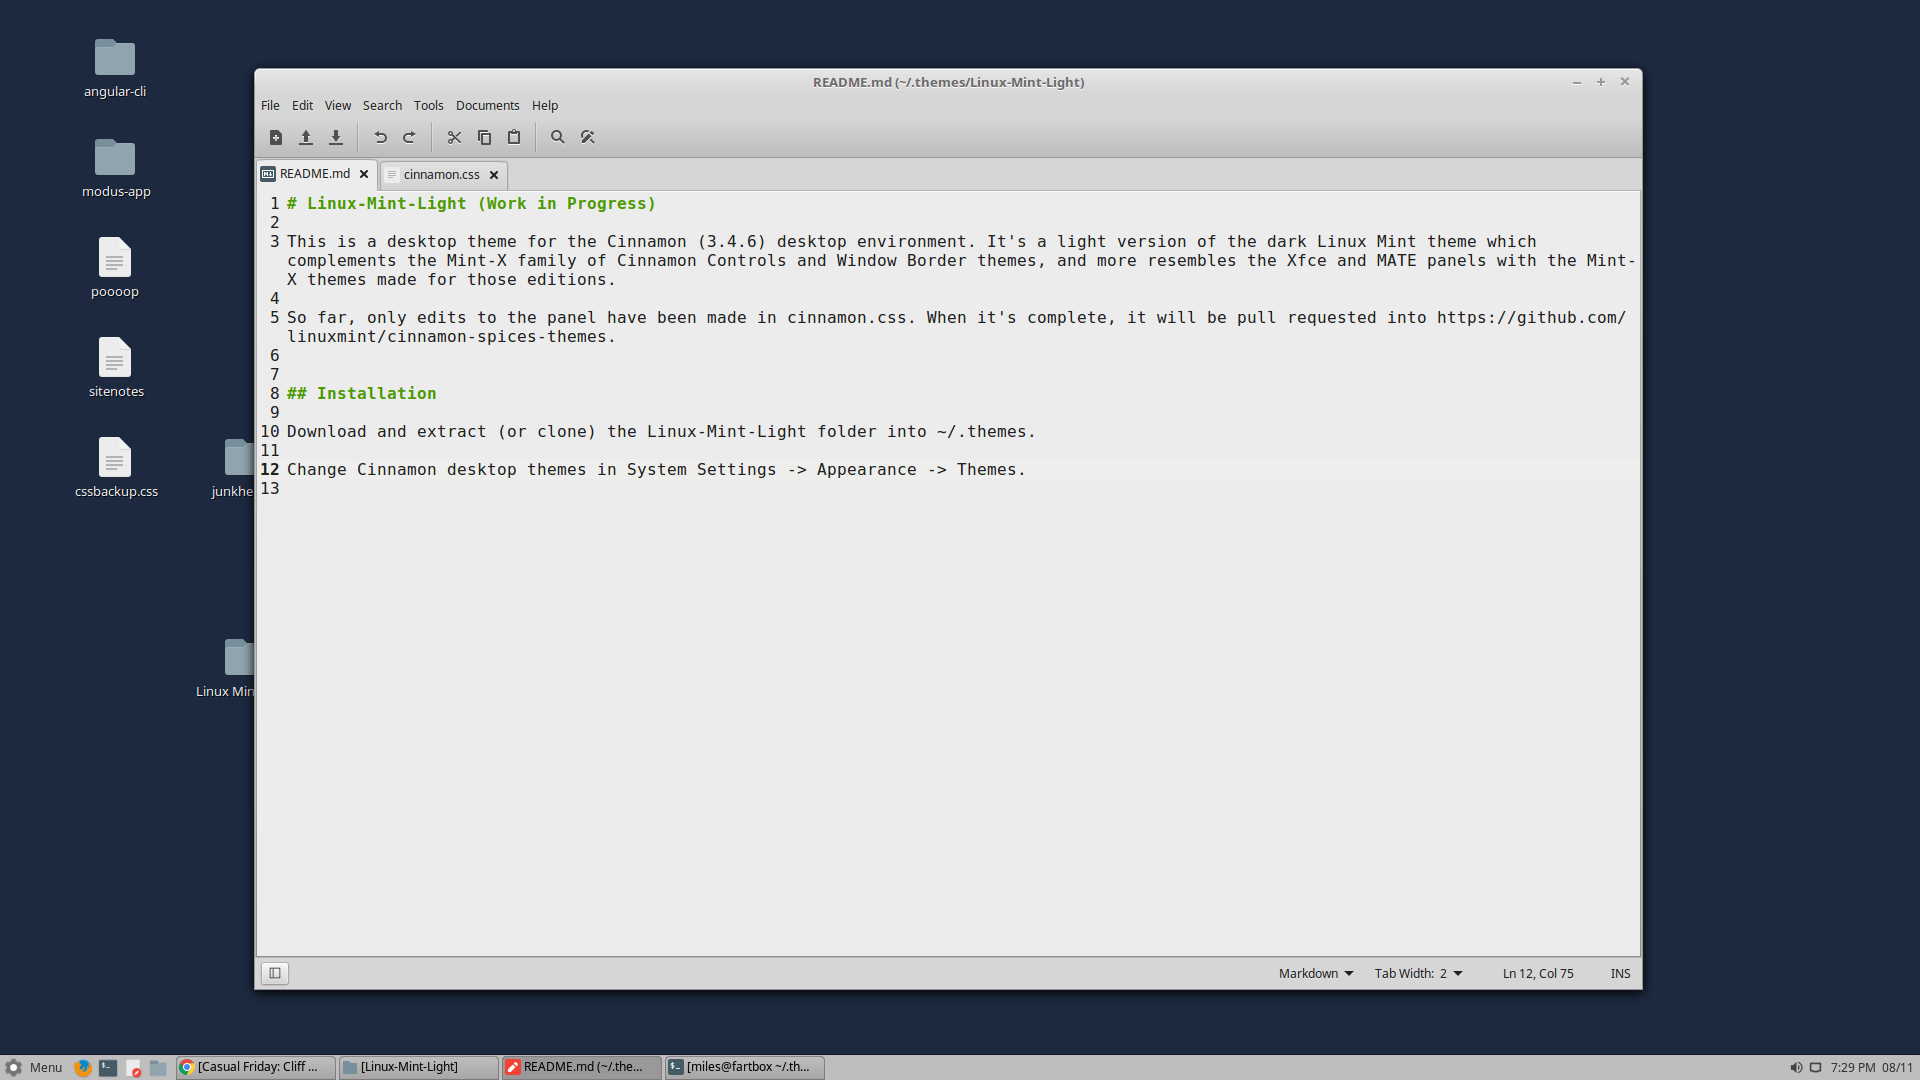 angular-cli
modus-app
poooop
sitenotes
cssbackup.css
junkhe
Linux Min
README.md (~/.themes/Linux-Mint-Light)
File Edit View Search Tools Documents Help
README.md
cinnamon.css
1 # Linux-Mint-Light (Work in Progress)
2
3 This is a desktop theme for the Cinnamon (3.4.6) desktop environment. It's a light version of the dark Linux Mint theme which
complements the Mint-X family of Cinnamon Controls and Window Border themes, and more resembles the Xfce and MATE panels with the Mint-
X themes made for those editions.
4
5 So far, only edits to the panel have been made in cinnamon.css. When it's complete, it will be pull requested into https://github.com/
linuxmint/cinnamon-spices-themes.
6
7
8 ## Installation
9
10 Download and extract (or clone) the Linux-Mint-Light folder into ~/.themes.
11
12 Change Cinnamon desktop themes in System Settings -> Appearance -> Themes.
13
Markdown Tab Width: 2 Ln 12, Col 75 INS
Menu [Casual Friday: Cliff ... [Linux-Mint-Light] README.md (~/.the... [miles@fartbox ~/.th... 7:29 PM 08/11